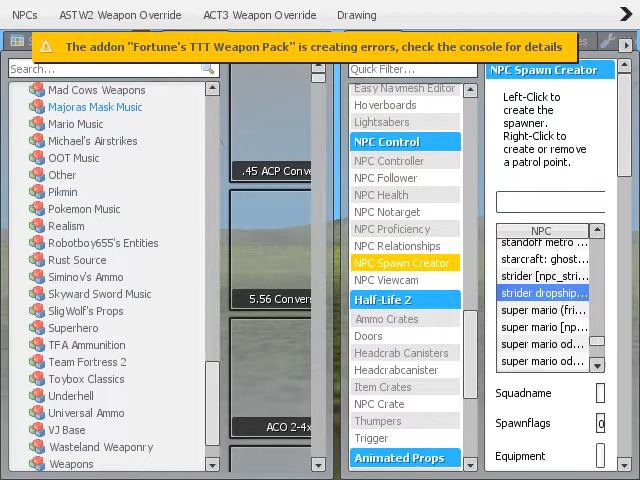 NPCs ASTW2 Weapon Override ACT3 Weapon Override Drawing
The addon "Fortune's TTT Weapon Pack" is creating errors, check the console for details
Search...
Mad Cows Weapons
Majoras Mask Music
Mario Music
Michael's Airstrikes
OOT Music
Other
Pikmin
Pokemon Music
Realism
Robotboy655's Entities
Rust Source
Siminov's Ammo
Skyward Sword Music
SligWolf's Props
Superhero
TFA Ammunition
Team Fortress 2
Toybox Classics
Underhell
Universal Ammo
VJ Base
Wasteland Weaponry
Weapons
.45 ACP Conve
5.56 Conver
ACO 2-4x
Quick Filter...
Easy Navmesh Editor
Hoverboards
Lightsabers
NPC Control
NPC Controller
NPC Follower
NPC Health
NPC Notarget
NPC Proficiency
NPC Relationships
NPC Spawn Creator
NPC Viewcam
Half-Life 2
Ammo Crates
Doors
Headcrab Canisters
Headcrabcanister
Item Crates
NPC Crate
Thumpers
Trigger
Animated Props
NPC Spawn Creator
Left-Click to
create the
spawner.
Right-Click to
create or remove
a patrol point.
NPC
standoff metro ...
starcraft: ghost...
strider [npc_stri...
strider dropship...
super mario (fri...
super mario [np...
super mario od...
super mario od...
Squadname
Spawnflags 0
Equipment